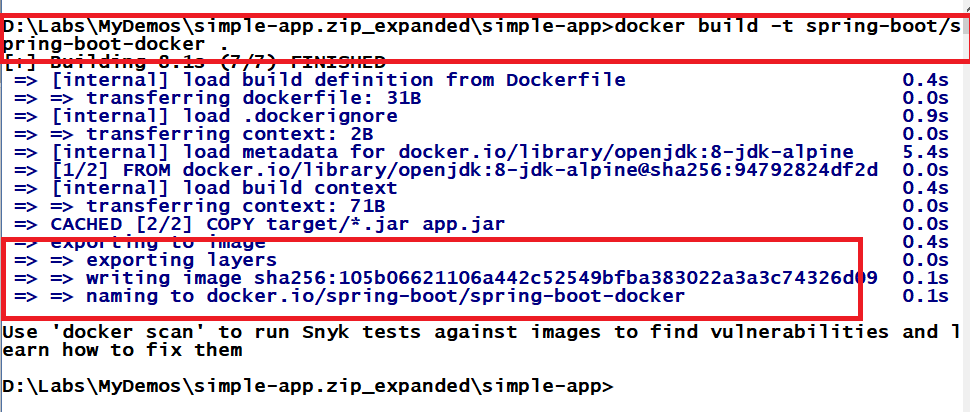 D:\Labs\MyDemos\simple-app.zip_expanded\simple-app>docker build -t spring-boot/s
pring-boot-docker .
[+] Building 8.1s (7/7) FINISHED
=> [internal] load build definition from Dockerfile 0.4s
=> => transferring dockerfile: 31B 0.0s
=> [internal] load .dockerignore 0.9s
=> => transferring context: 2B 0.0s
=> [internal] load metadata for docker.io/library/openjdk:8-jdk-alpine 5.4s
=> [1/2] FROM docker.io/library/openjdk:8-jdk-alpine@sha256:94792824df2d 0.0s
=> [internal] load build context 0.4s
=> => transferring context: 71B 0.0s
=> CACHED [2/2] COPY target/*.jar app.jar 0.0s
=> exporting to image 0.4s
=> => exporting layers 0.0s
=> => writing image sha256:105b06621106a442c52549bfba383022a3a3c74326d09 0.1s
=> => naming to docker.io/spring-boot/spring-boot-docker 0.1s
Use 'docker scan' to run Snyk tests against images to find vulnerabilities and l
earn how to fix them
D:\Labs\MyDemos\simple-app.zip_expanded\simple-app>